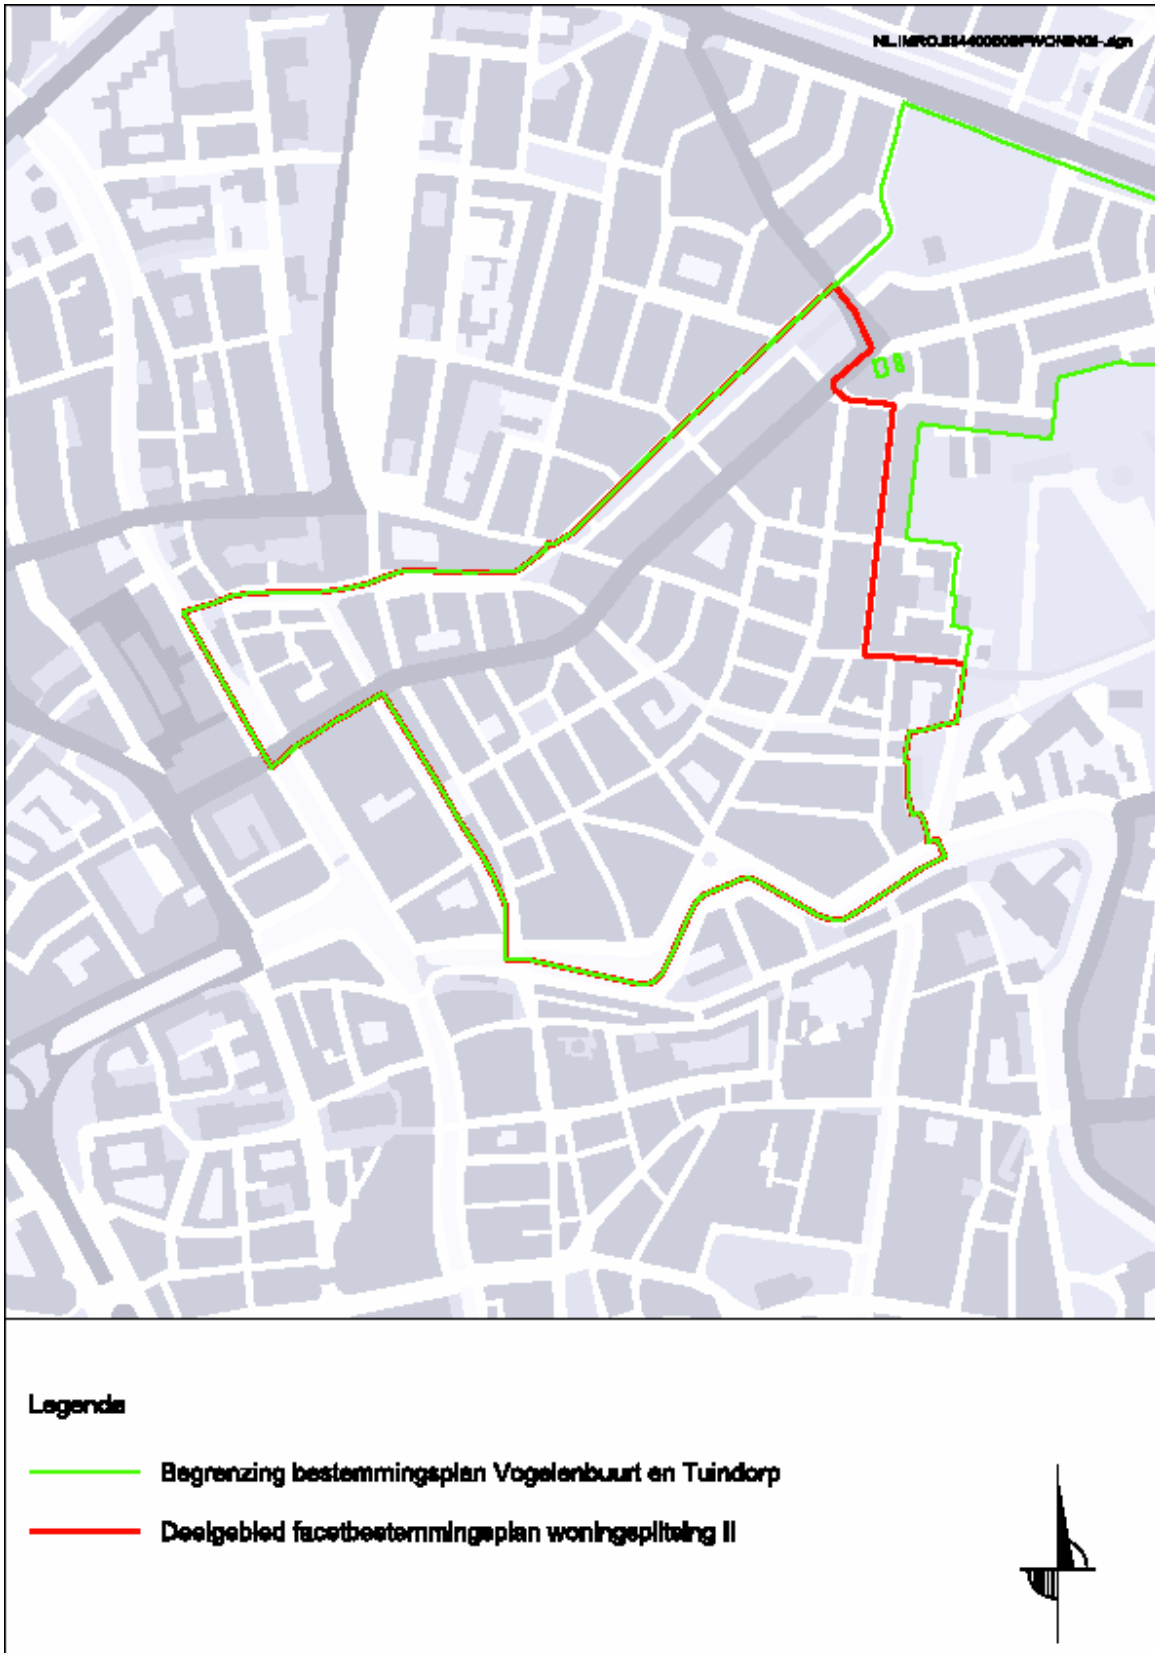 Legenda
Begrenzing bestemmingsplan Vogelenbuurt en Tuindorp
Deelgebied facetbestemmingsplan woningsplitsing II